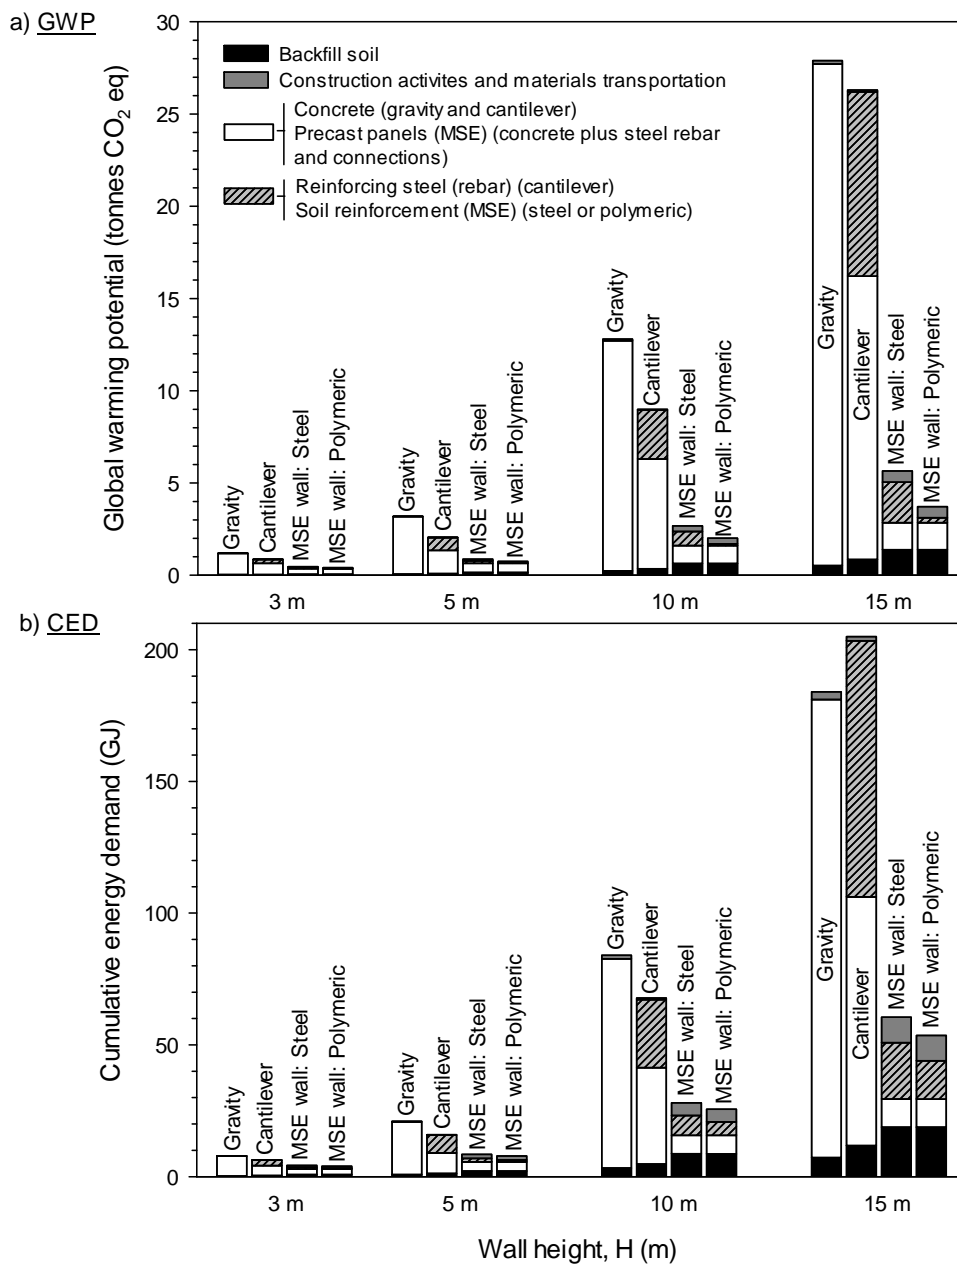 a) GWP
Global warming potential (tonnes CO2 eq)
30
25
20
15
10
5
0
Backfill soil
Construction activites and materials transportation
Concrete (gravity and cantilever)
Precast panels (MSE) (concrete plus steel rebar
and connections)
Reinforcing steel (rebar) (cantilever)
Soil reinforcement (MSE) (steel or polymeric)
Gravity
Cantilever
MSE wall: Steel
MSE wall: Polymeric
Gravity
Cantilever
MSE wall: Steel
MSE wall: Polymeric
Gravity
Cantilever
MSE wall: Steel
MSE wall: Polymeric
Gravity
Cantilever
MSE wall: Steel
MSE wall: Polymeric
3 m
5 m
10 m
15 m
b) CED
Cumulative energy demand (GJ)
200
150
100
50
0
Gravity
Cantilever
MSE wall: Steel
MSE wall: Polymeric
Gravity
Cantilever
MSE wall: Steel
MSE wall: Polymeric
Gravity
Cantilever
MSE wall: Steel
MSE wall: Polymeric
Gravity
Cantilever
MSE wall: Steel
MSE wall: Polymeric
3 m
5 m
10 m
15 m
Wall height, H (m)